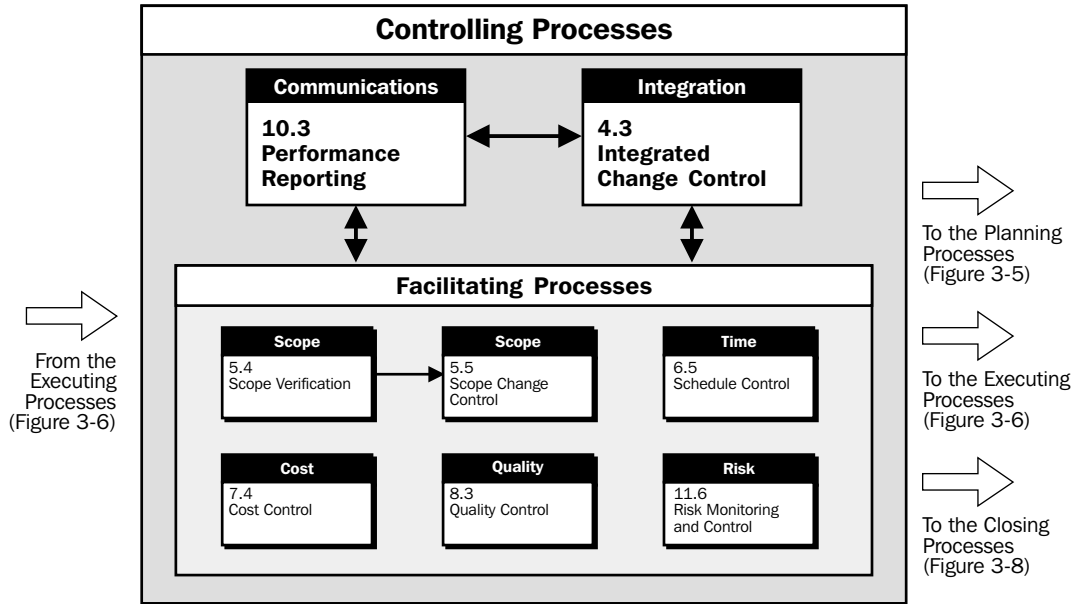 Controlling Processes
Communications
10.3
Performance
Reporting
Integration
4.3
Integrated
Change Control
Facilitating Processes
Scope
5.4
Scope Verification
Scope
5.5
Scope Change
Control
Time
6.5
Schedule Control
Cost
7.4
Cost Control
Quality
8.3
Quality Control
Risk
11.6
Risk Monitoring
and Control
From the
Executing
Processes
(Figure 3-6)
To the Planning
Processes
(Figure 3-5)
To the Executing
Processes
(Figure 3-6)
To the Closing
Processes
(Figure 3-8)